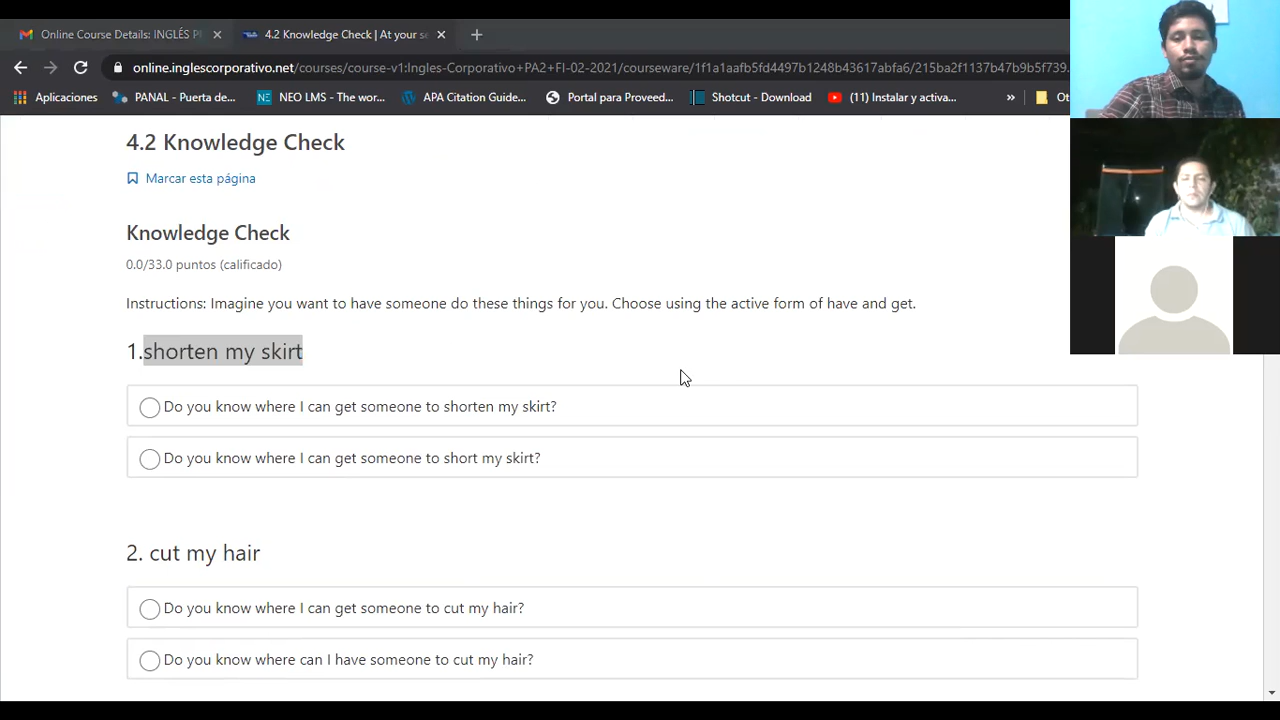 Online Course Details: INGLÉS P
4.2 Knowledge Check | At your se
online.inglescorporativo.net/courses/course-v1:Ingles-Corporativo+PA2+FI-02-2021/courseware/1f1a1aafb5fd4497b1248b43617abfa6/215ba2f1137b47b9b5f739.
Aplicaciones
PANAL - Puerta de...
NEO LMS - The wor...
APA Citation Guide...
Portal para Proveed...
Shotcut - Download
(11) Instalar y activa...
»
Ot
4.2 Knowledge Check
Marcar esta página
Knowledge Check
0.0/33.0 puntos (calificado)
Instructions: Imagine you want to have someone do these things for you. Choose using the active form of have and get.
1.shorten my skirt
Do you know where I can get someone to shorten my skirt?
Do you know where I can get someone to short my skirt?
2. cut my hair
Do you know where I can get someone to cut my hair?
Do you know where can I have someone to cut my hair?